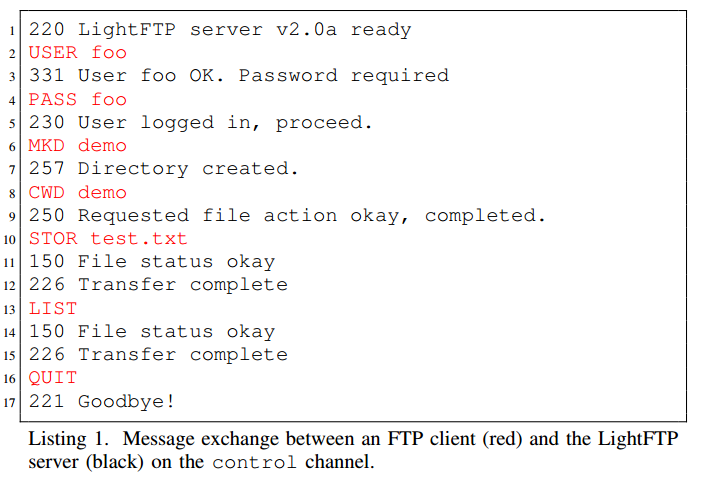 1 220 LightFTP server v2.0a ready
2 USER foo
3 331 User foo OK. Password required
4 PASS foo
5 230 User logged in, proceed.
6 MKD demo
7 257 Directory created.
8 CWD demo
9 250 Requested file action okay, completed.
10 STOR test.txt
11 150 File status okay
12 226 Transfer complete
13 LIST
14 150 File status okay
15 226 Transfer complete
16 QUIT
17 221 Goodbye!
Listing 1. Message exchange between an FTP client (red) and the LightFTP
server (black) on the control channel.